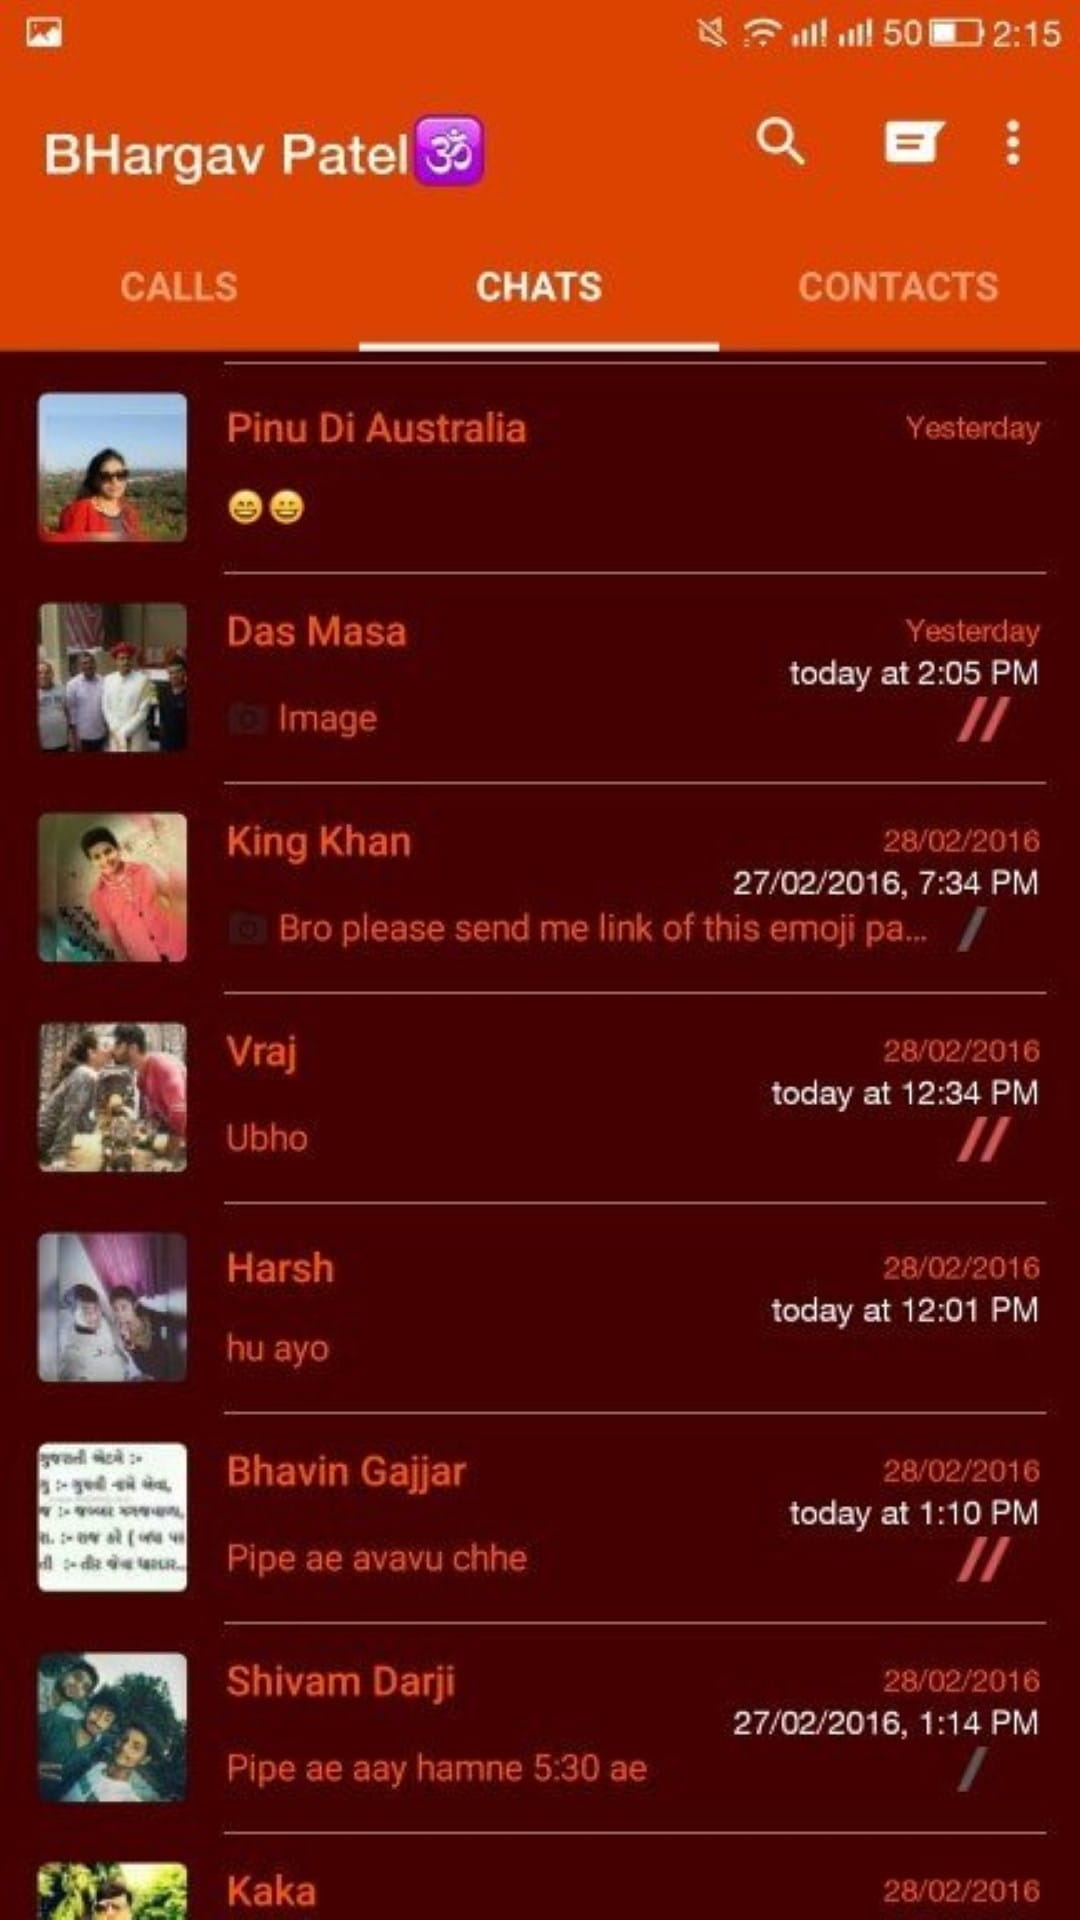 50 2:15
BHargav Patel🕉
CALLS CHATS CONTACTS
Pinu Di Australia Yesterday
😄😄
Das Masa Yesterday
today at 2:05 PM
Image
King Khan 28/02/2016
27/02/2016, 7:34 PM
Bro please send me link of this emoji pa...
Vraj 28/02/2016
today at 12:34 PM
Ubho
Harsh 28/02/2016
today at 12:01 PM
hu ayo
ગુજરાતી એટલે :-
Bhavin Gajjar 28/02/2016
today at 1:10 PM
Pipe ae avavu chhe
Shivam Darji 28/02/2016
27/02/2016, 1:14 PM
Pipe ae aay hamne 5:30 ae
Kaka 28/02/2016